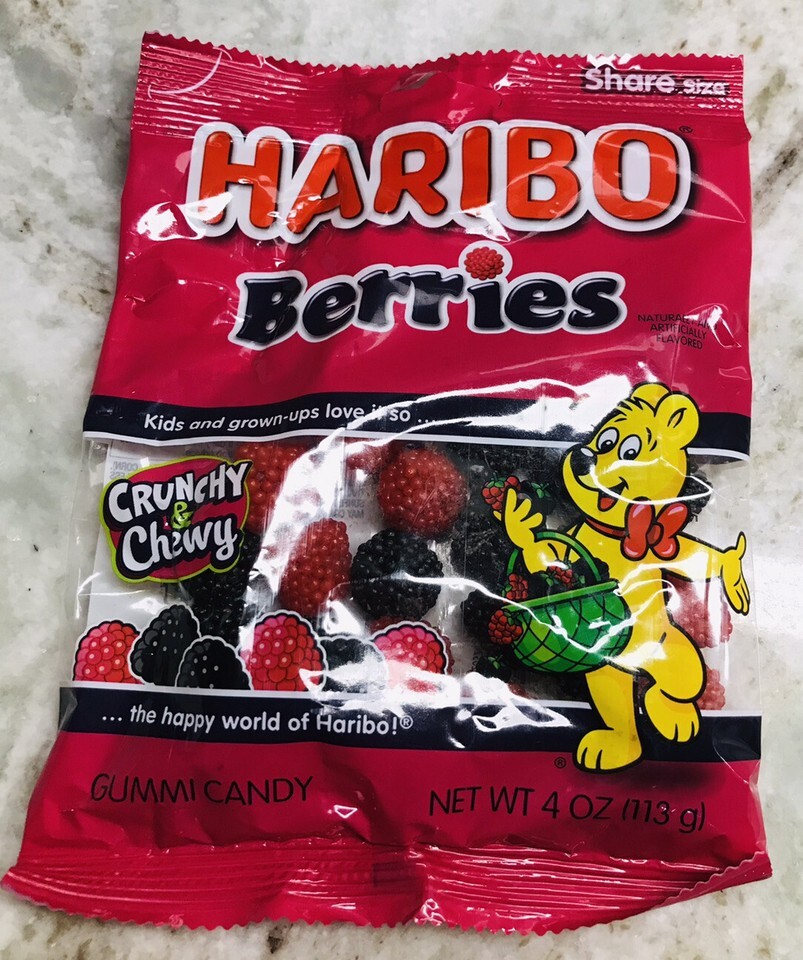 Share size
HARIBO®
Berries
NATURALLY AND
ARTIFICIALLY
FLAVORED
Kids and grown-ups love it so ...
CRUNCHY
&
Chewy
... the happy world of Haribo!®
®
GUMMI CANDY
NET WT 4 OZ (113 g)